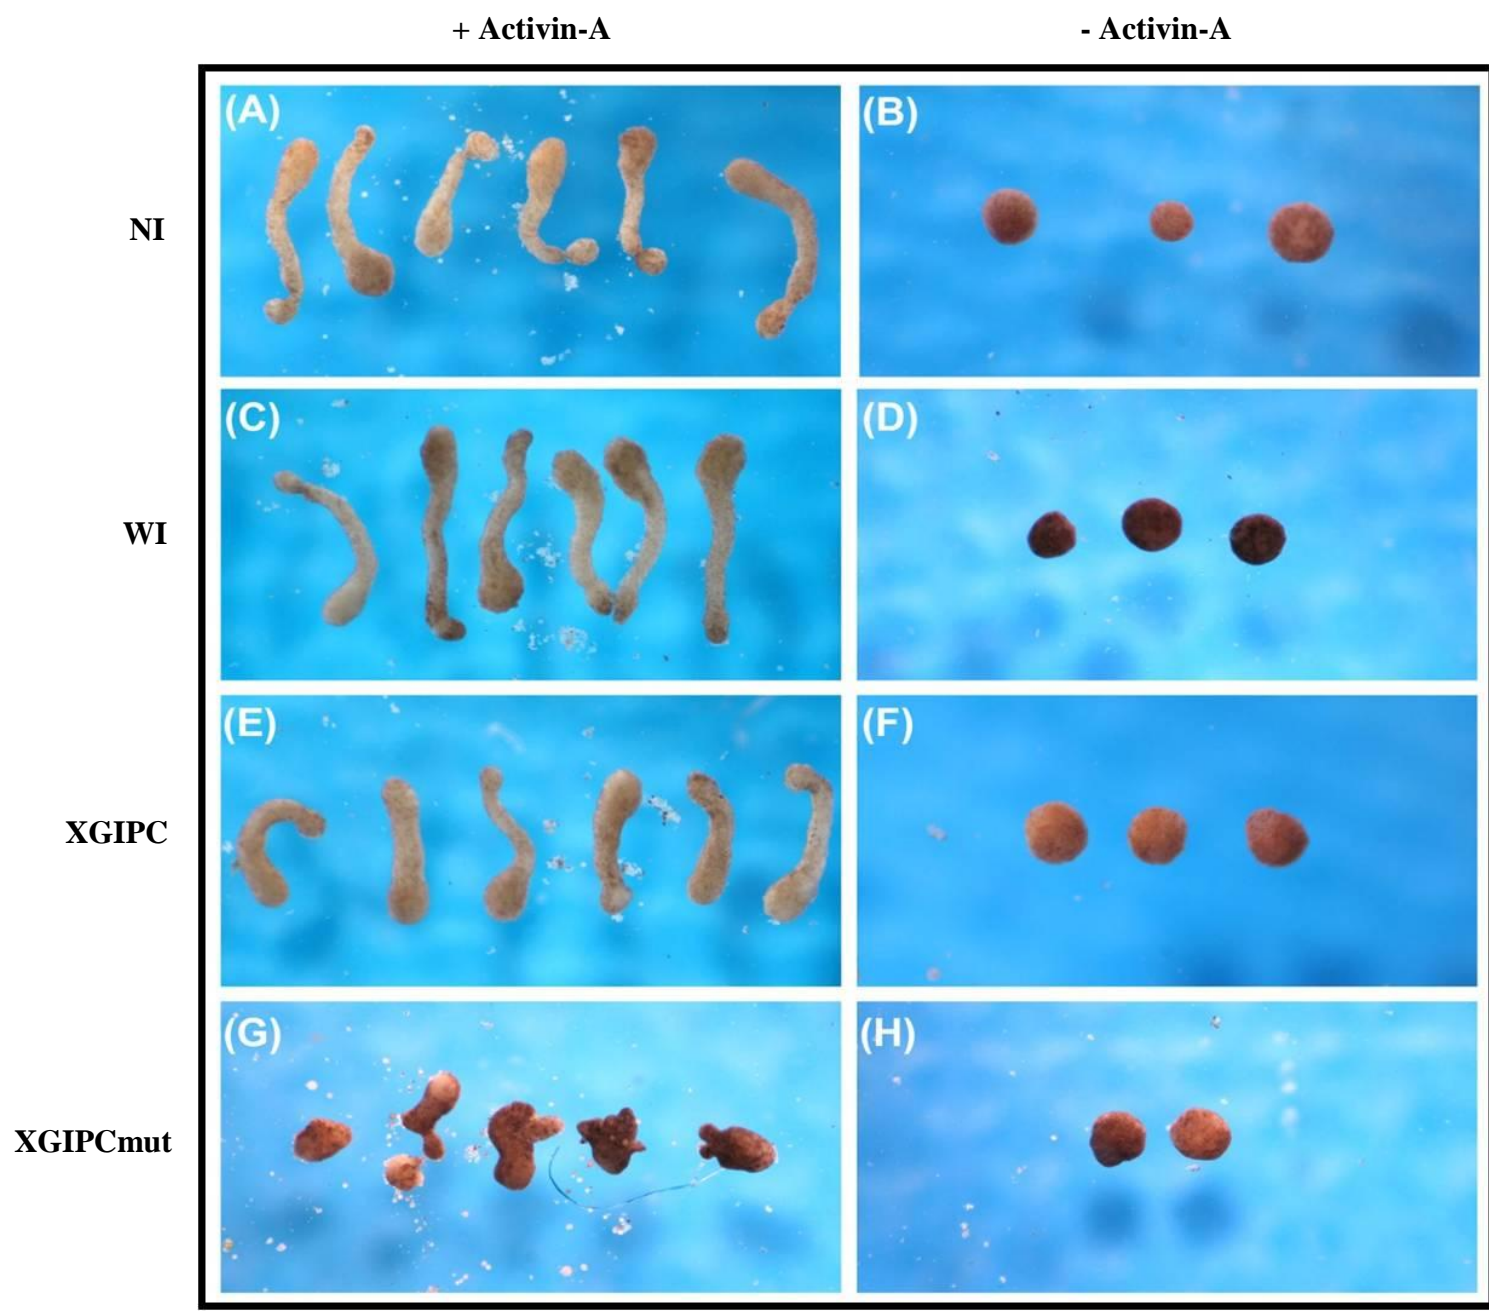 + Activin-A - Activin-A
(A) (B)
NI
(C) (D)
WI
(E) (F)
XGIPC
(G) (H)
XGIPCmut